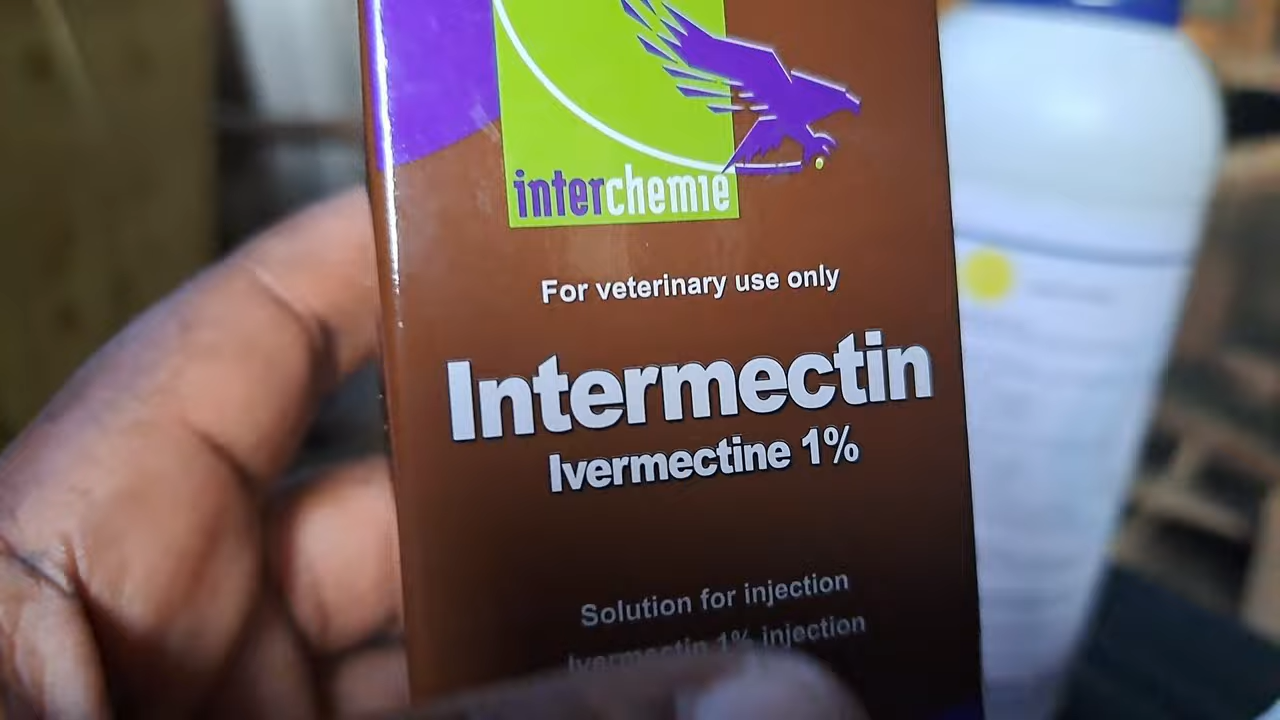 interchemie
For veterinary use only
Intermectin
Ivermectine 1%
Solution for injection
Ivermectin 1% injection